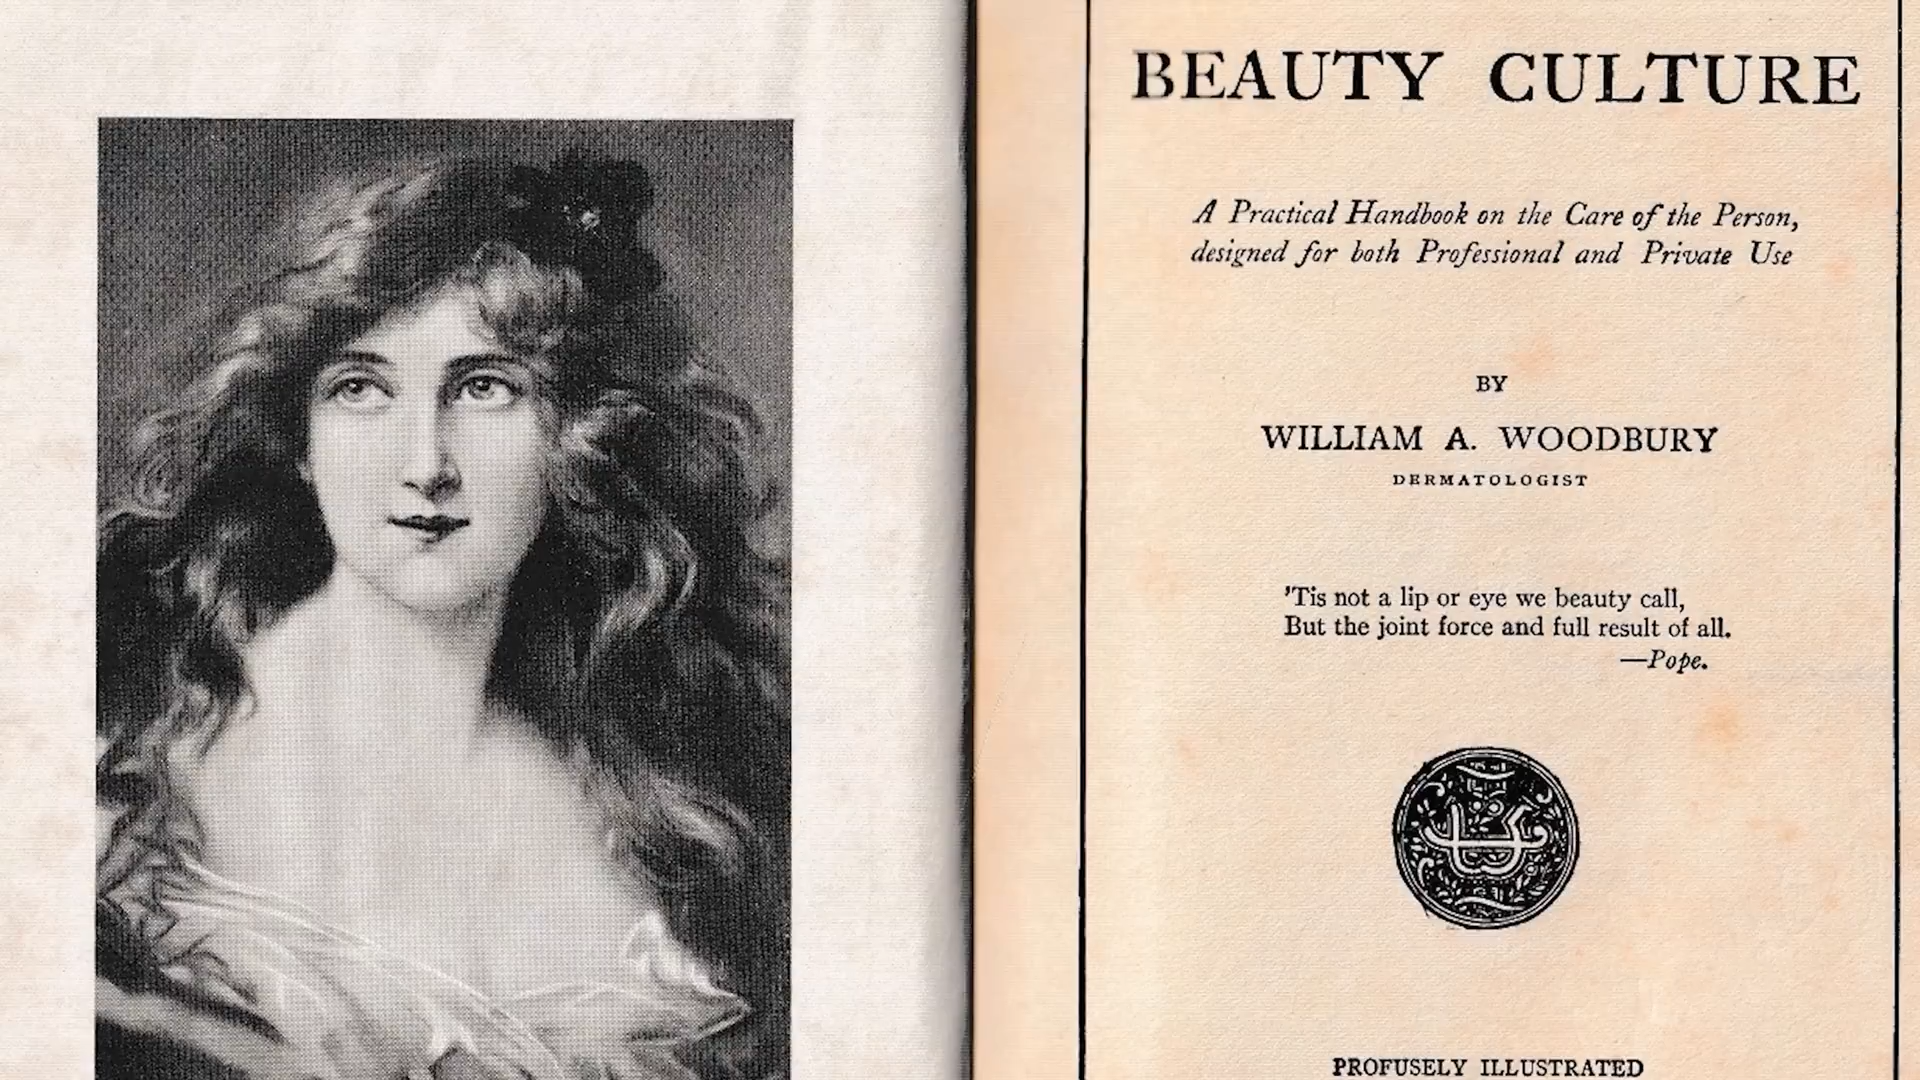 BEAUTY CULTURE
A Practical Handbook on the Care of the Person,
designed for both Professional and Private Use
BY
WILLIAM A. WOODBURY
DERMATOLOGIST
'Tis not a lip or eye we beauty call,
But the joint force and full result of all.
—Pope.
PROFUSELY ILLUSTRATED